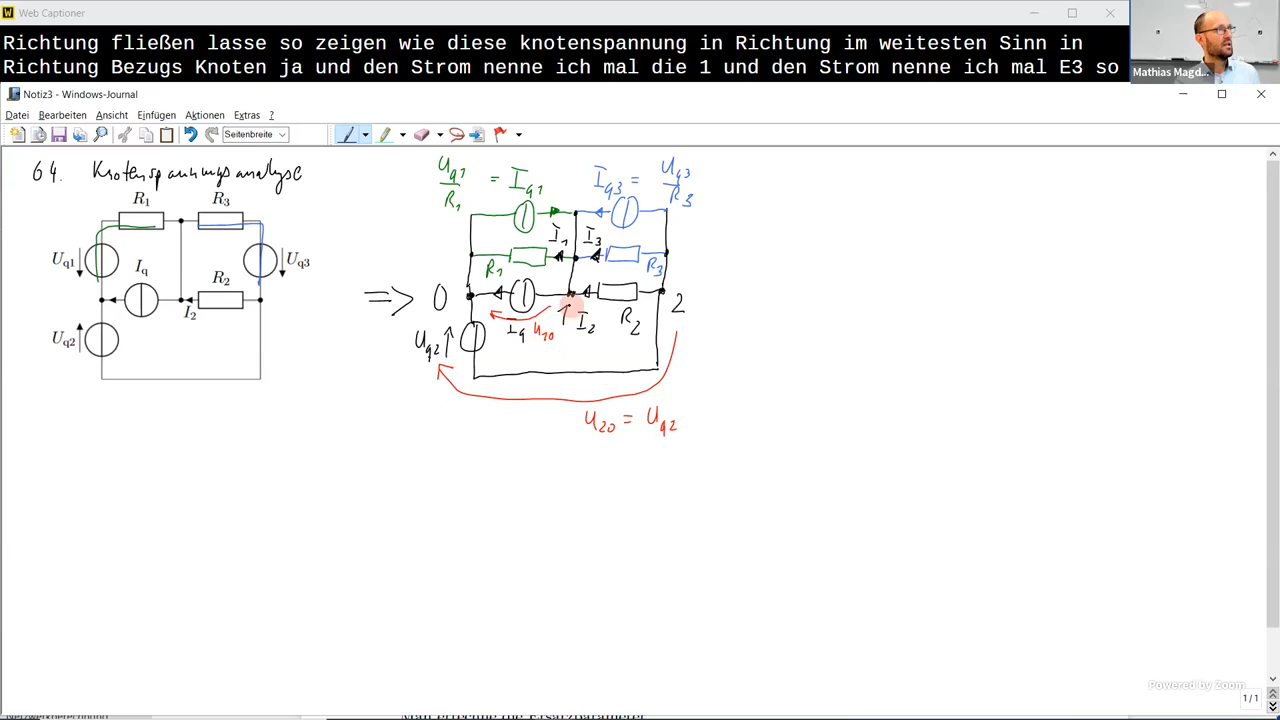 Web Captioner
Richtung fließen lasse so zeigen wie diese knotenspannung in Richtung im weitesten Sinn in
Richtung Bezugs Knoten ja und den Strom nenne ich mal die 1 und den Strom nenne ich mal E3 so
Mathias Magd...
Notiz3 - Windows-Journal
Datei Bearbeiten Ansicht Einfügen Aktionen Extras ?
Seitenbreite
64. Knotenspannungsanalyse
R1 R3
Uq1 Iq Uq3
I2 R2
Uq2
Uq1/R1 = Iq1 Iq3 = Uq3/R3
I1 I3
R1 R3
=> 0 2
Iq U10 I2 R2
Uq2
U20 = Uq2
Powered by Zoom
1/1